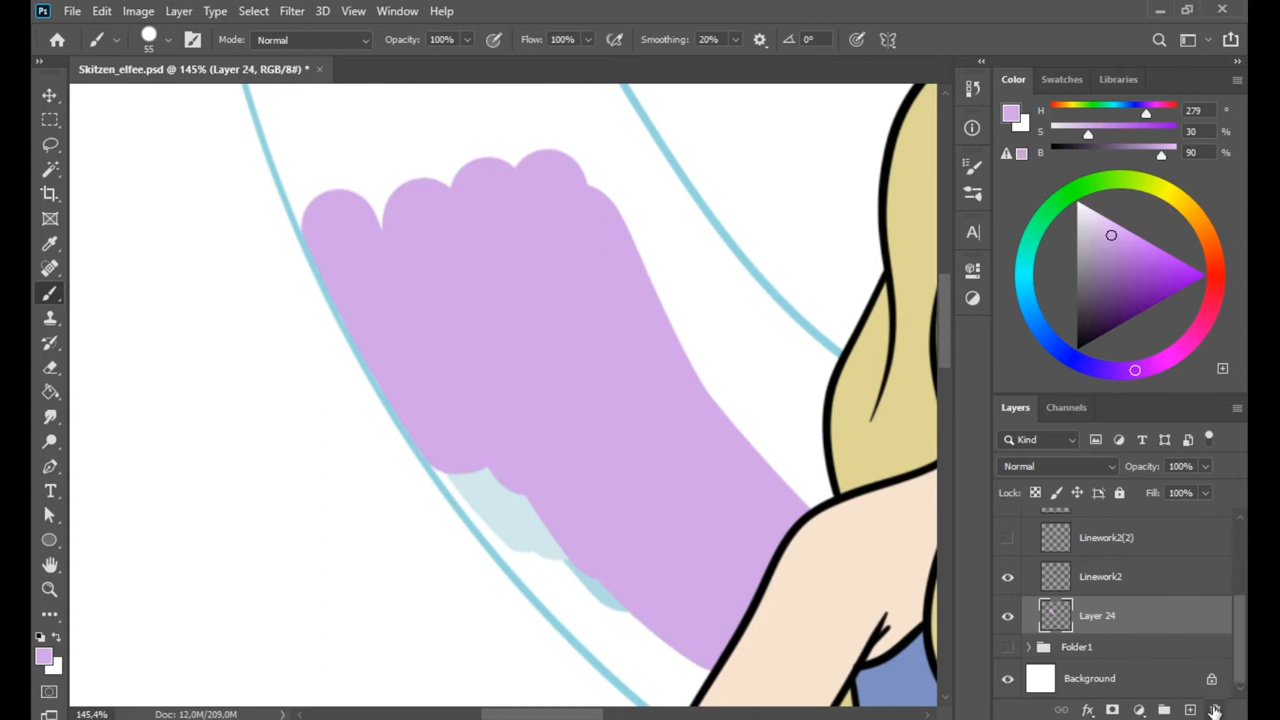 Ps File Edit Image Layer Type Select Filter 3D View Window Help
55 Mode: Normal Opacity: 100% Flow: 100% Smoothing: 20% 0°
Skitzen_elfee.psd @ 145% (Layer 24, RGB/8#) * ×
Color Swatches Libraries
H 279 °
S 30 %
B 90 %
Layers Channels
Kind
Normal Opacity: 100%
Lock: Fill: 100%
Linework2(2)
Linework2
Layer 24
Folder1
Background
145,4% Doc: 12,0M/209,0M